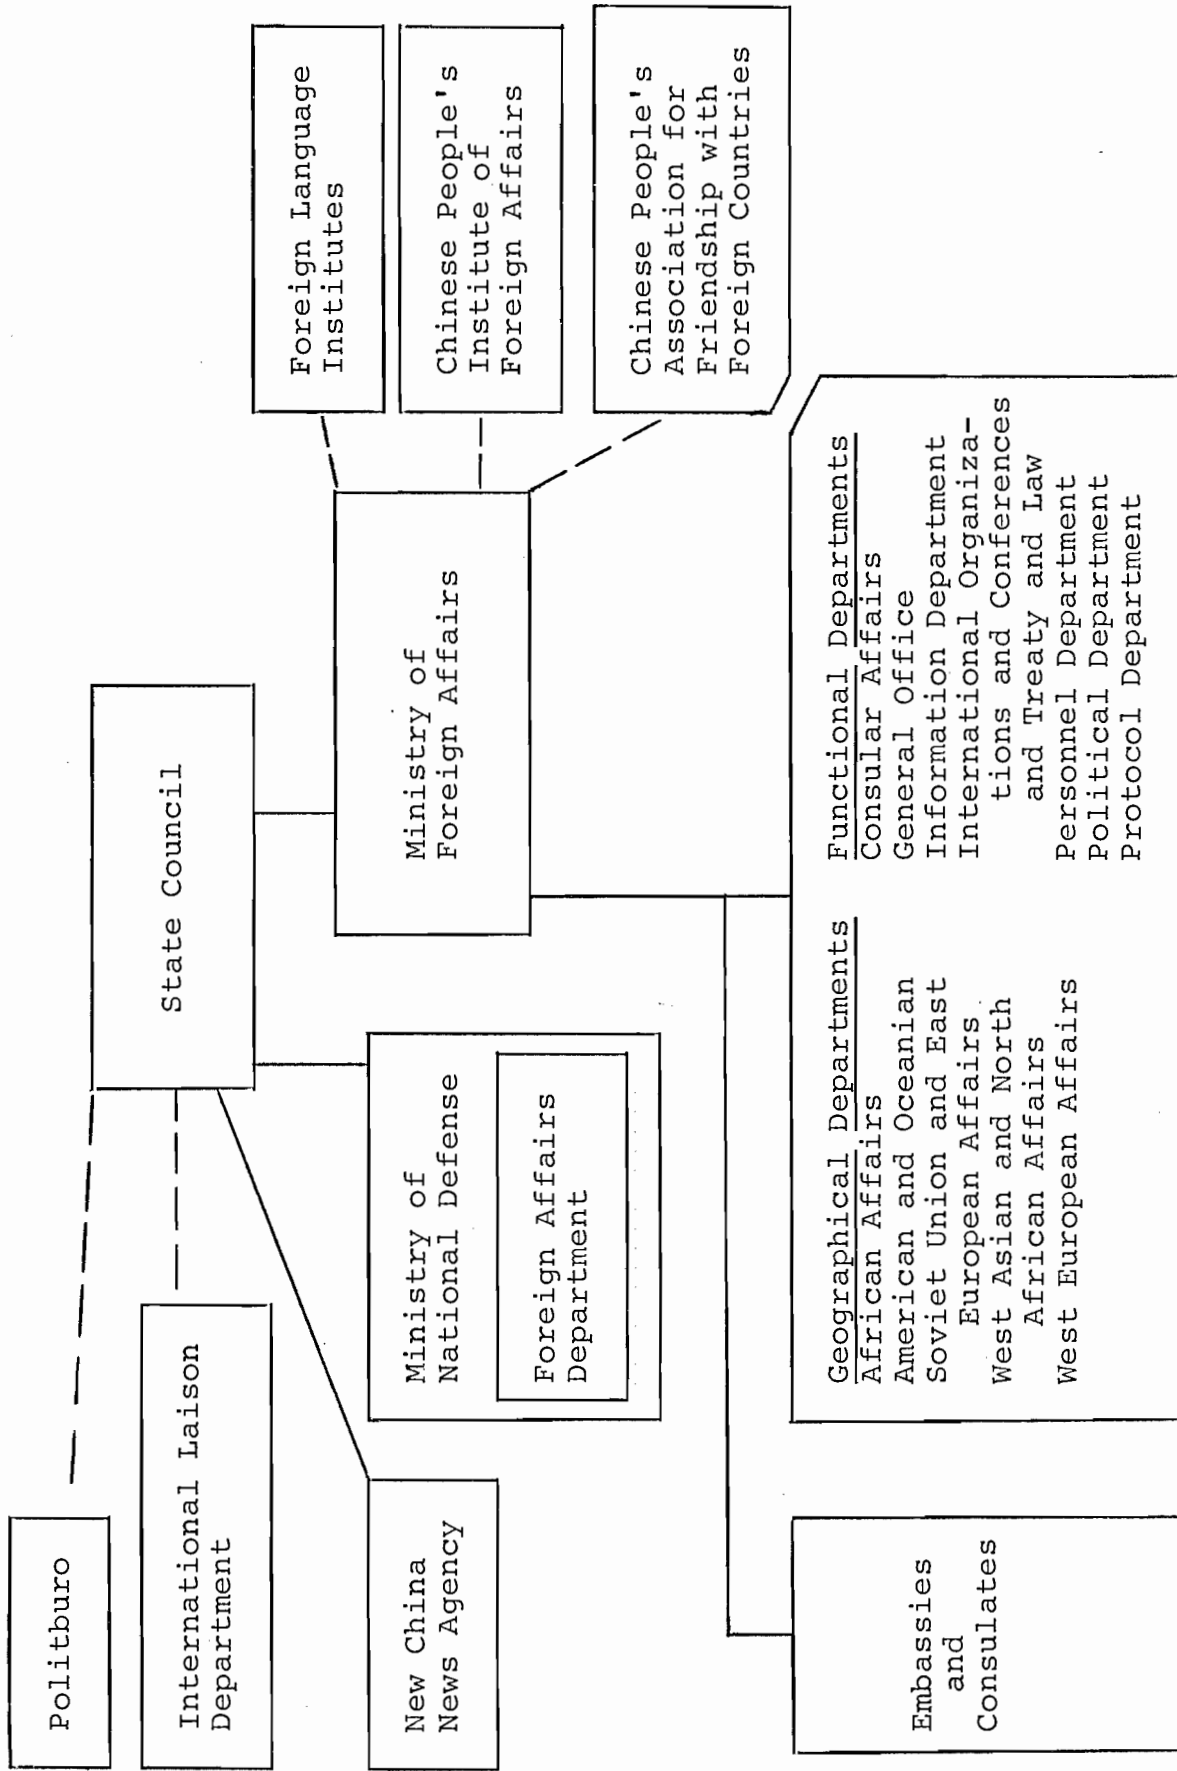 Politburo
State Council
International Laison
Department
Foreign Language
Institutes
New China
News Agency
Ministry of
National Defense
Foreign Affairs
Department
Ministry of
Foreign Affairs
Chinese People's
Institute of
Foreign Affairs
Chinese People's
Association for
Friendship with
Foreign Countries
Embassies
and
Consulates
Geographical Departments
African Affairs
American and Oceanian
Soviet Union and East
European Affairs
West Asian and North
African Affairs
West European Affairs
Functional Departments
Consular Affairs
General Office
Information Department
International Organiza-
tions and Conferences
and Treaty and Law
Personnel Department
Political Department
Protocol Department